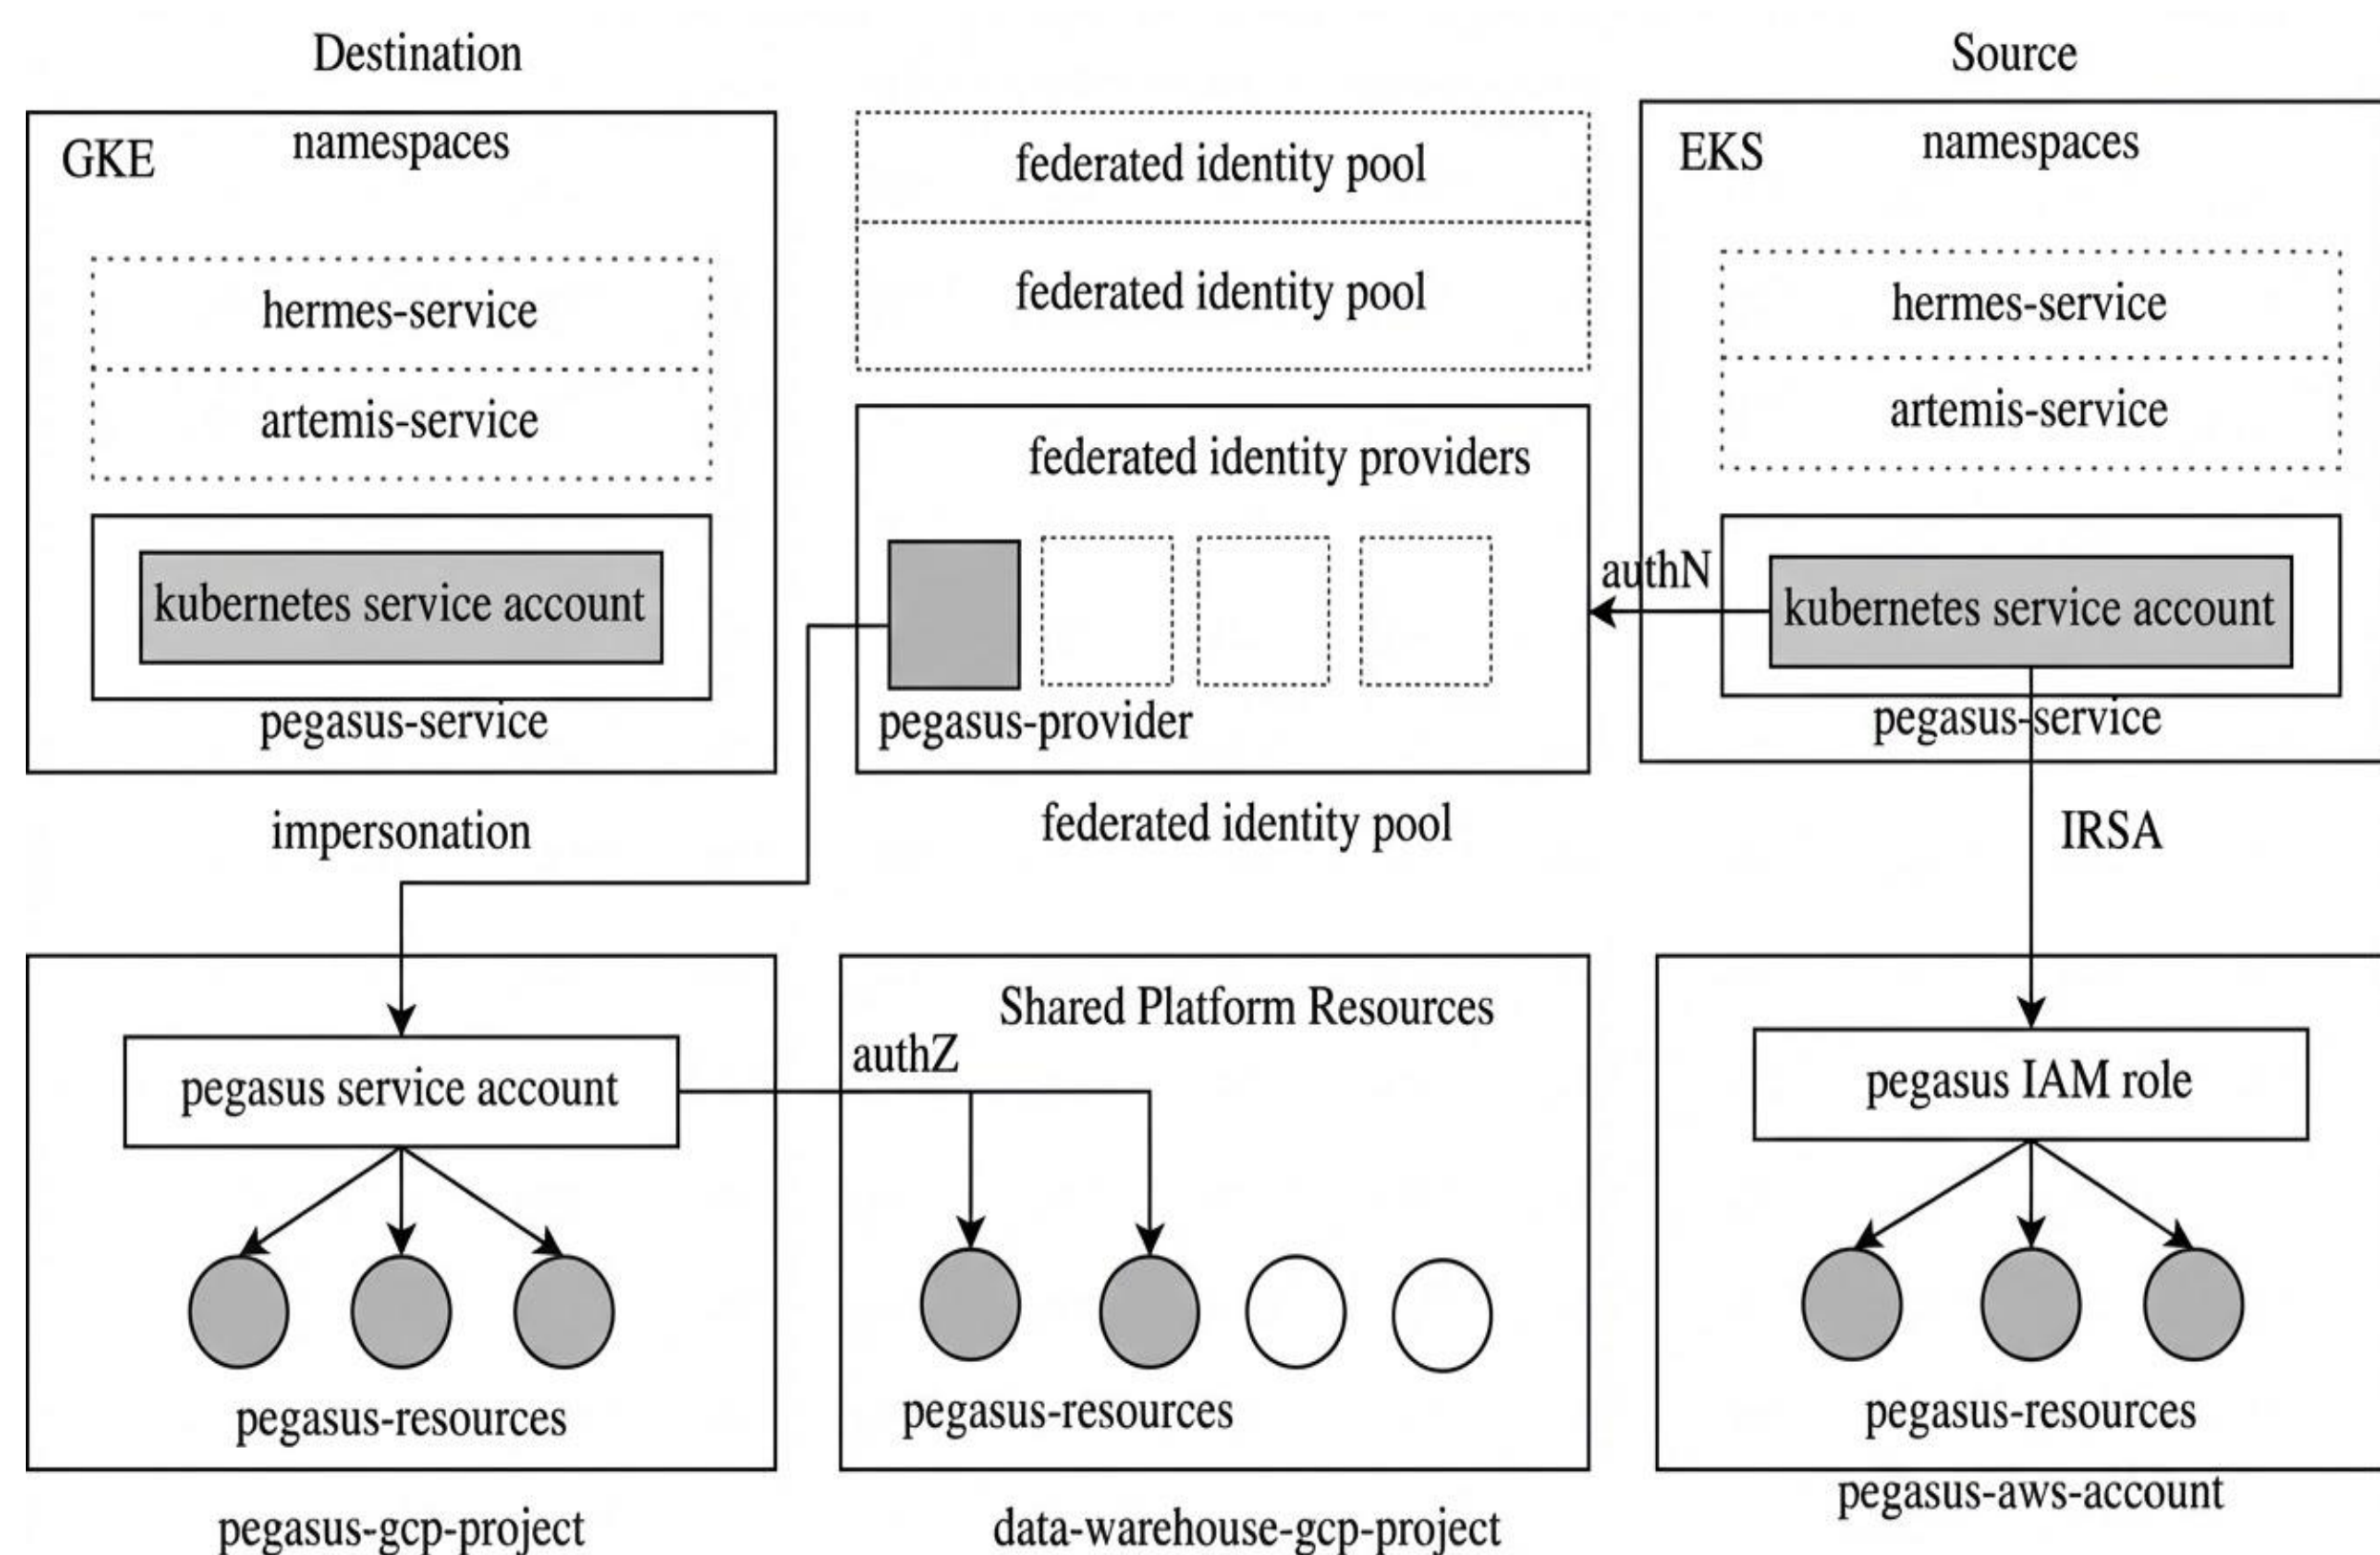 Destination
Source
GKE
namespaces
hermes-service
artemis-service
kubernetes service account
pegasus-service
federated identity pool
federated identity pool
federated identity providers
pegasus-provider
federated identity pool
EKS
namespaces
hermes-service
artemis-service
authN
kubernetes service account
pegasus-service
impersonation
IRSA
pegasus service account
pegasus-resources
pegasus-gcp-project
Shared Platform Resources
authZ
pegasus-resources
data-warehouse-gcp-project
pegasus IAM role
pegasus-resources
pegasus-aws-account